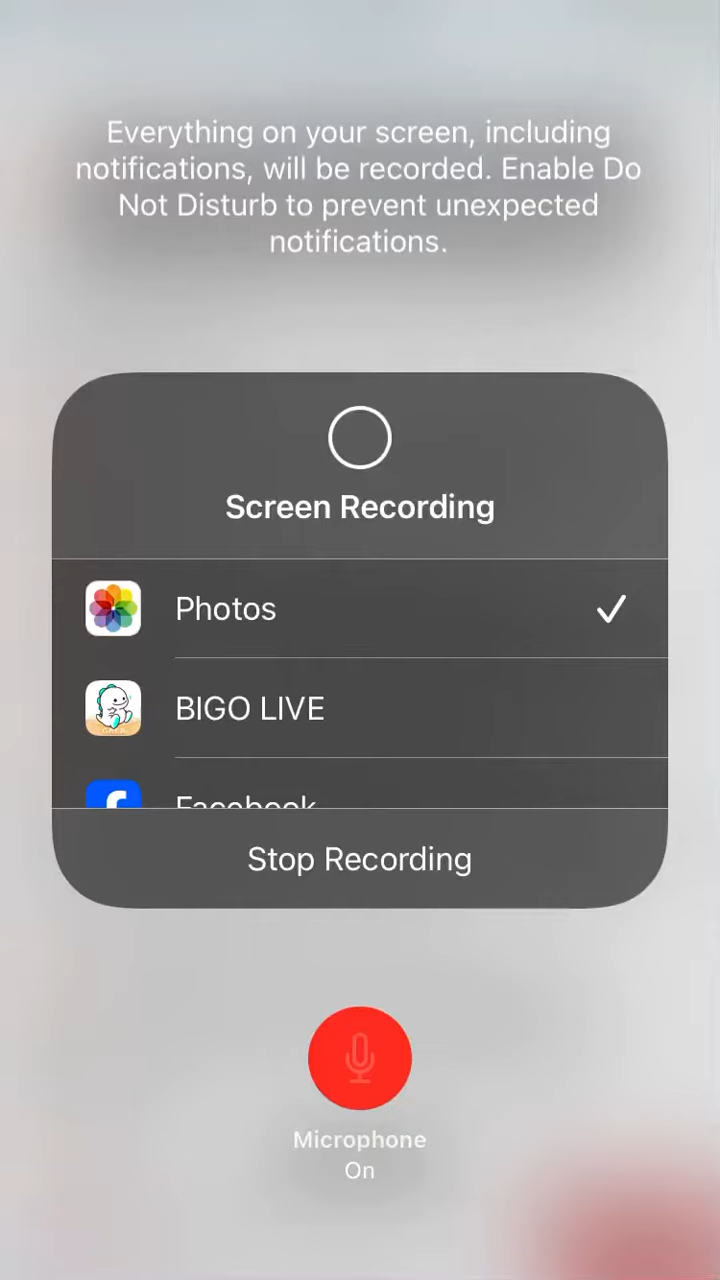 Everything on your screen, including
notifications, will be recorded. Enable Do
Not Disturb to prevent unexpected
notifications.
Screen Recording
Photos
BIGO LIVE
Facebook
Stop Recording
Microphone
On